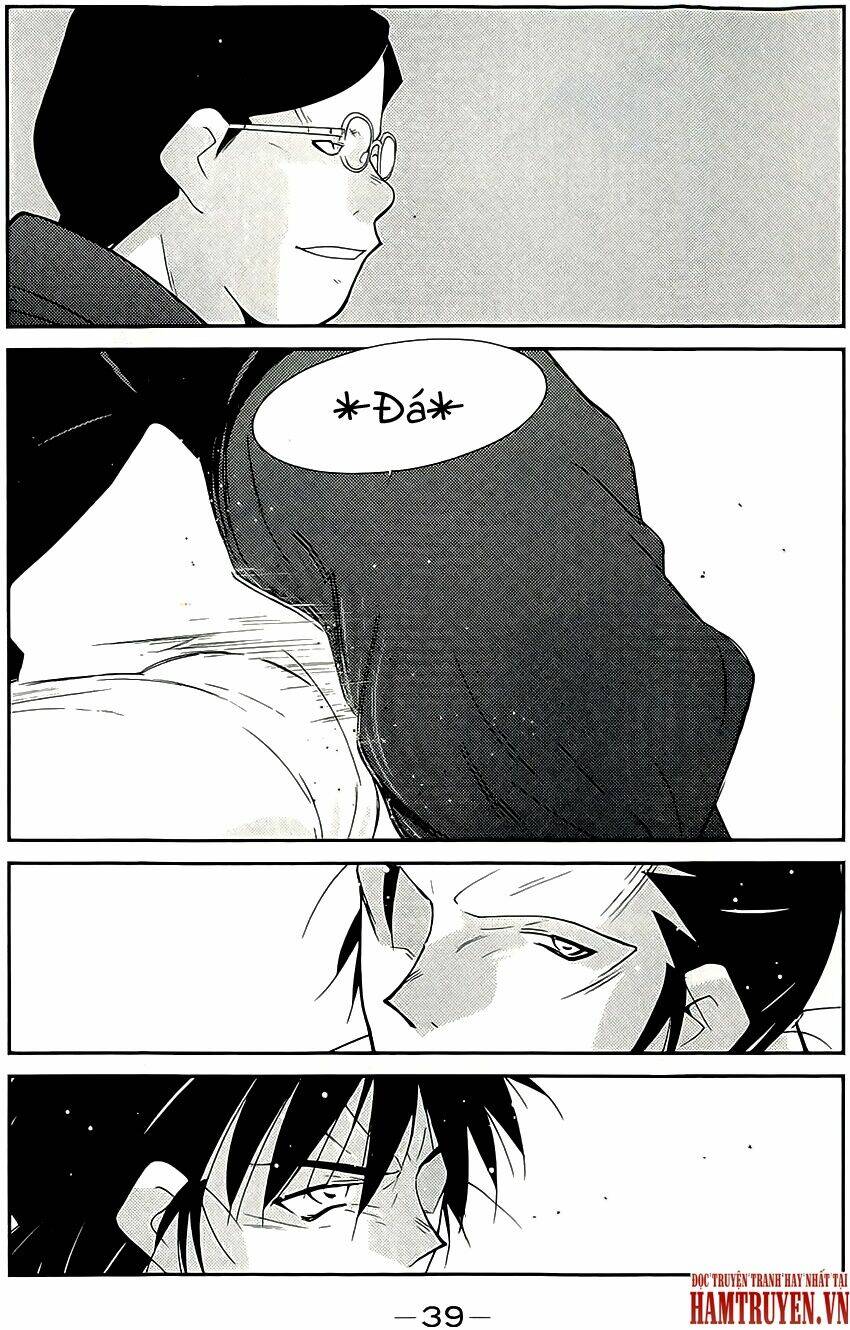 *Đá*
ĐỌC TRUYỆN TRANH HAY NHẤT TẠI
HAMTRUYEN.VN
—39—